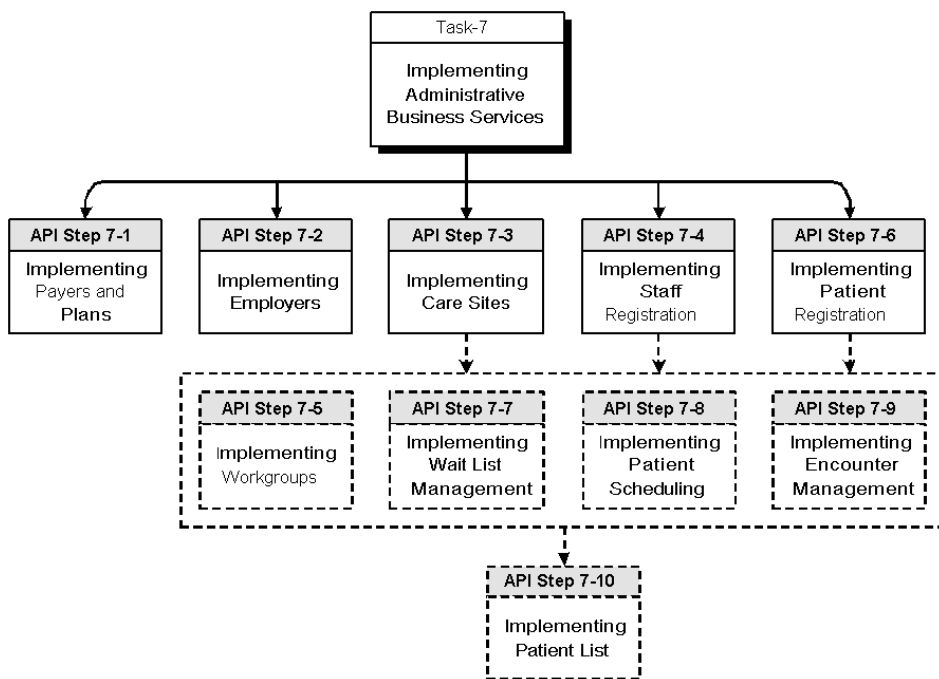 Task-7
Implementing
Administrative
Business Services
API Step 7-1
Implementing
Payers and
Plans
API Step 7-2
Implementing
Employers
API Step 7-3
Implementing
Care Sites
API Step 7-4
Implementing
Staff
Registration
API Step 7-6
Implementing
Patient
Registration
API Step 7-5
Implementing
Workgroups
API Step 7-7
Implementing
Wait List
Management
API Step 7-8
Implementing
Patient
Scheduling
API Step 7-9
Implementing
Encounter
Management
API Step 7-10
Implementing
Patient List